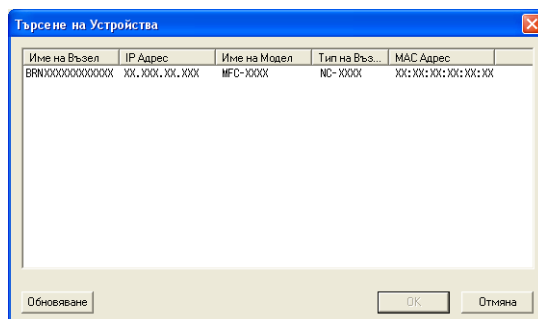 Търсене на Устройства
Име на Възел IP Адрес Име на Модел Тип на Въз... MAC Адрес
BRNXXXXXXXXXXXX XX.XXX.XX.XXX MFC-XXXX NC-XXXX XX:XX:XX:XX:XX:XX
Обновяване OK Отмяна